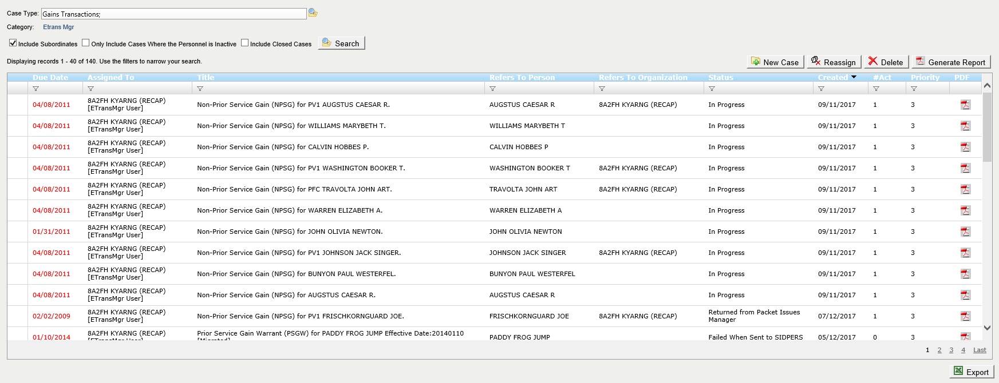 Case Type: Gains Transactions;
Category: Etrans Mgr
Include Subordinates Only Include Cases Where the Personnel is Inactive Include Closed Cases Search
Displaying records 1 - 40 of 140. Use the filters to narrow your search.
New Case Reassign Delete Generate Report
Due Date Assigned To Title Refers To Person Refers To Organization Status Created #Act Priority PDF
04/08/2011 8A2FH KYARNG (RECAP) [ETransMgr User] Non-Prior Service Gain (NPSG) for PV1 AUGSTUS CAESAR R. AUGSTUS CAESAR R 8A2FH KYARNG (RECAP) In Progress 09/11/2017 1 3
04/08/2011 8A2FH KYARNG (RECAP) [ETransMgr User] Non-Prior Service Gain (NPSG) for WILLIAMS MARYBETH T. WILLIAMS MARYBETH T In Progress 09/11/2017 1 3
04/08/2011 8A2FH KYARNG (RECAP) [ETransMgr User] Non-Prior Service Gain (NPSG) for CALVIN HOBBES P. CALVIN HOBBES P In Progress 09/11/2017 1 3
04/08/2011 8A2FH KYARNG (RECAP) [ETransMgr User] Non-Prior Service Gain (NPSG) for PV1 WASHINGTON BOOKER T. WASHINGTON BOOKER T 8A2FH KYARNG (RECAP) In Progress 09/11/2017 1 3
04/08/2011 8A2FH KYARNG (RECAP) [ETransMgr User] Non-Prior Service Gain (NPSG) for PFC TRAVOLTA JOHN ART. TRAVOLTA JOHN ART 8A2FH KYARNG (RECAP) In Progress 09/11/2017 1 3
04/08/2011 8A2FH KYARNG (RECAP) [ETransMgr User] Non-Prior Service Gain (NPSG) for WARREN ELIZABETH A. WARREN ELIZABETH A In Progress 09/11/2017 1 3
01/31/2011 8A2FH KYARNG (RECAP) [ETransMgr User] Non-Prior Service Gain (NPSG) for JOHN OLIVIA NEWTON. JOHN OLIVIA NEWTON In Progress 09/11/2017 1 3
04/08/2011 8A2FH KYARNG (RECAP) [ETransMgr User] Non-Prior Service Gain (NPSG) for PV1 JOHNSON JACK SINGER. JOHNSON JACK SINGER 8A2FH KYARNG (RECAP) In Progress 09/11/2017 1 3
04/08/2011 8A2FH KYARNG (RECAP) [ETransMgr User] Non-Prior Service Gain (NPSG) for BUNYON PAUL WESTERFEL. BUNYON PAUL WESTERFEL In Progress 09/11/2017 1 3
04/08/2011 8A2FH KYARNG (RECAP) [ETransMgr User] Non-Prior Service Gain (NPSG) for AUGSTUS CAESAR R. AUGSTUS CAESAR R In Progress 09/11/2017 1 3
02/02/2009 8A2FH KYARNG (RECAP) [ETransMgr User] Non-Prior Service Gain (NPSG) for PV1 FRISCHKORNGUARD JOE. FRISCHKORNGUARD JOE 8A2FH KYARNG (RECAP) Returned from Packet Issues Manager 07/12/2017 1 3
01/10/2014 8A2FH KYARNG (RECAP) [ETransMgr User] Prior Service Gain Warrant (PSGW) for PADDY FROG JUMP Effective Date:20140110 [Migrated] PADDY FROG JUMP Failed When Sent to SIDPERS 05/12/2017 0 3
1 2 3 4 Last
Export